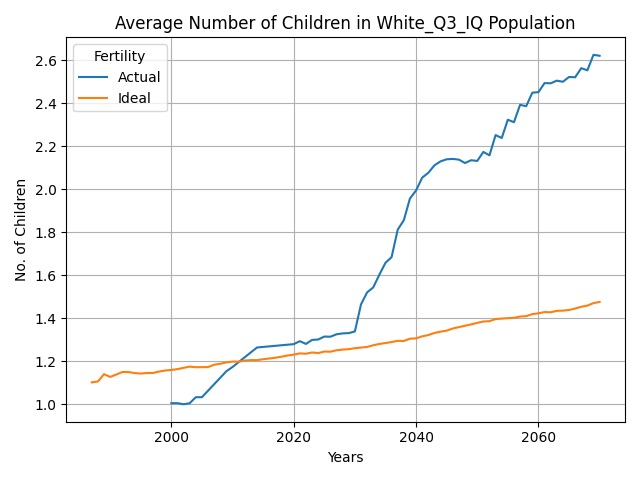 Average Number of Children in White_Q3_IQ Population
Fertility
Actual
Ideal
No. of Children
2.6
2.4
2.2
2.0
1.8
1.6
1.4
1.2
1.0
2000 2020 2040 2060
Years